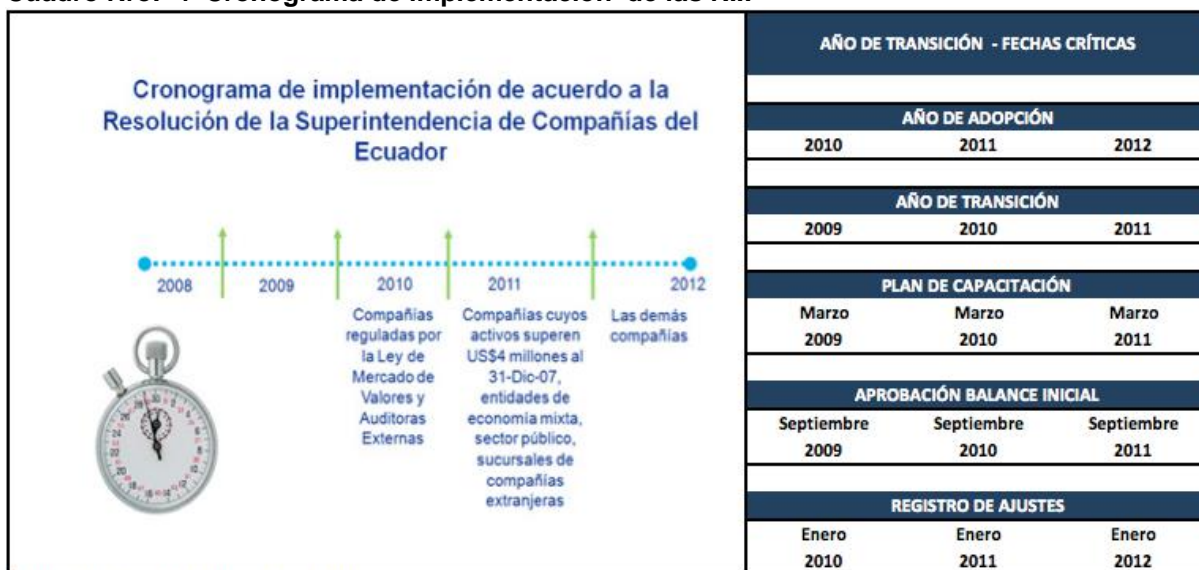 Cronograma de implementación de acuerdo a la
Resolución de la Superintendencia de Compañías del
Ecuador
2008
2009
2010
2011
2012
Compañías
reguladas por
la Ley de
Mercado de
Valores y
Auditoras
Externas
Compañías cuyos
activos superen
US$4 millones al
31-Dic-07,
entidades de
economía mixta,
sector público,
sucursales de
compañías
extranjeras
Las demás
compañías
AÑO DE TRANSICIÓN - FECHAS CRÍTICAS
AÑO DE ADOPCIÓN
2010 2011 2012
AÑO DE TRANSICIÓN
2009 2010 2011
PLAN DE CAPACITACIÓN
Marzo Marzo Marzo
2009 2010 2011
APROBACIÓN BALANCE INICIAL
Septiembre Septiembre Septiembre
2009 2010 2011
REGISTRO DE AJUSTES
Enero Enero Enero
2010 2011 2012